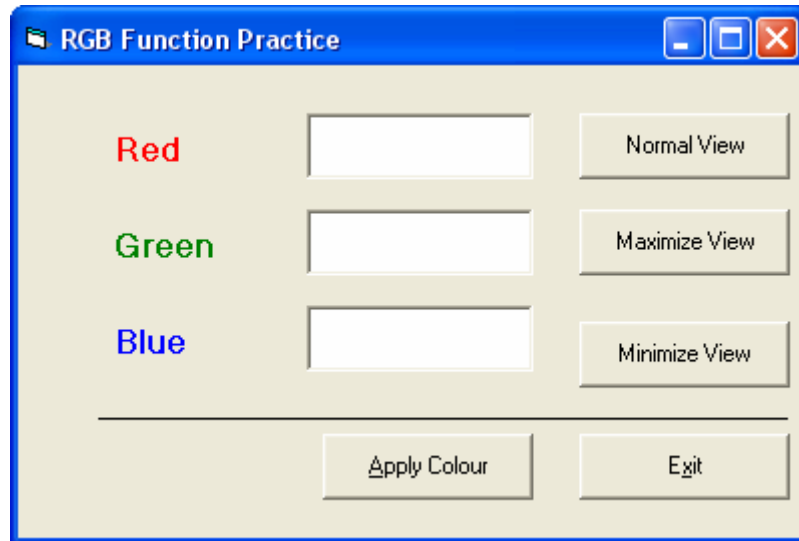 RGB Function Practice
Red
Normal View
Green
Maximize View
Blue
Minimize View
Apply Colour
Exit